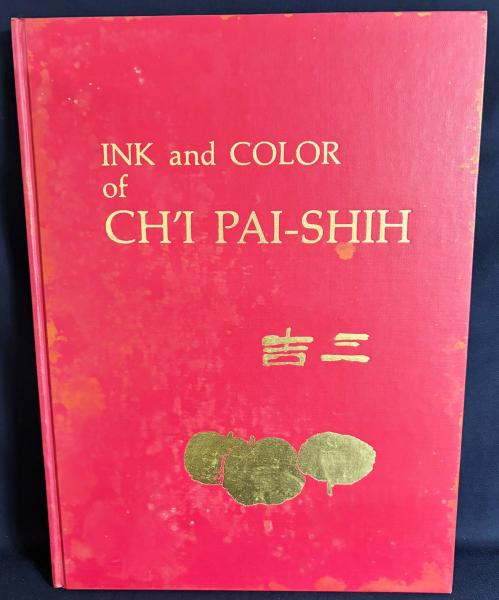 INK and COLOR
of
CH'I PAI-SHIH
三吉